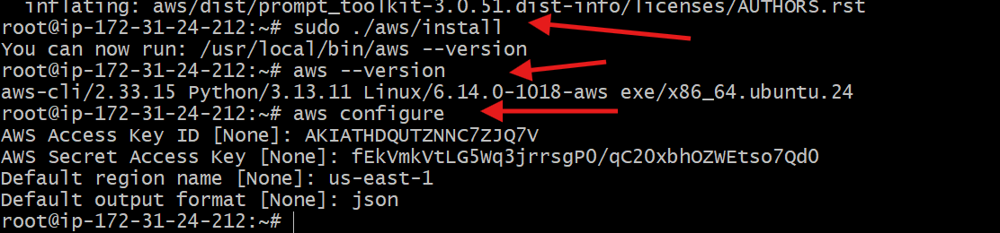 inflating: aws/dist/prompt_toolkit-3.0.51.dist-info/licenses/AUTHORS.rst
root@ip-172-31-24-212:~# sudo ./aws/install
You can now run: /usr/local/bin/aws --version
root@ip-172-31-24-212:~# aws --version
aws-cli/2.33.15 Python/3.13.11 Linux/6.14.0-1018-aws exe/x86_64.ubuntu.24
root@ip-172-31-24-212:~# aws configure
AWS Access Key ID [None]: AKIATHDQUTZNNC7ZJQ7V
AWS Secret Access Key [None]: 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
Default region name [None]: us-east-1
Default output format [None]: json
root@ip-172-31-24-212:~#